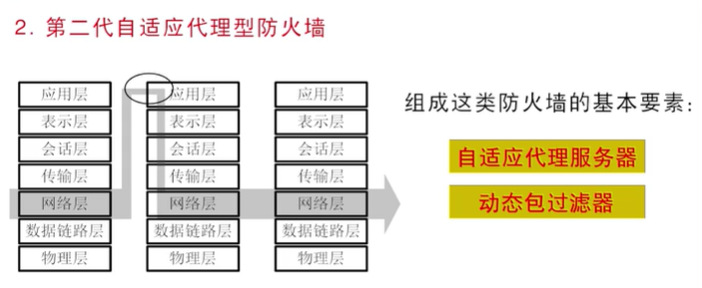 2. 第二代自适应代理型防火墙
应用层 应用层 应用层
表示层 表示层 表示层
会话层 会话层 会话层
传输层 传输层 传输层
网络层 网络层 网络层
数据链路层 数据链路层 数据链路层
物理层 物理层 物理层
组成这类防火墙的基本要素：
自适应代理服务器
动态包过滤器